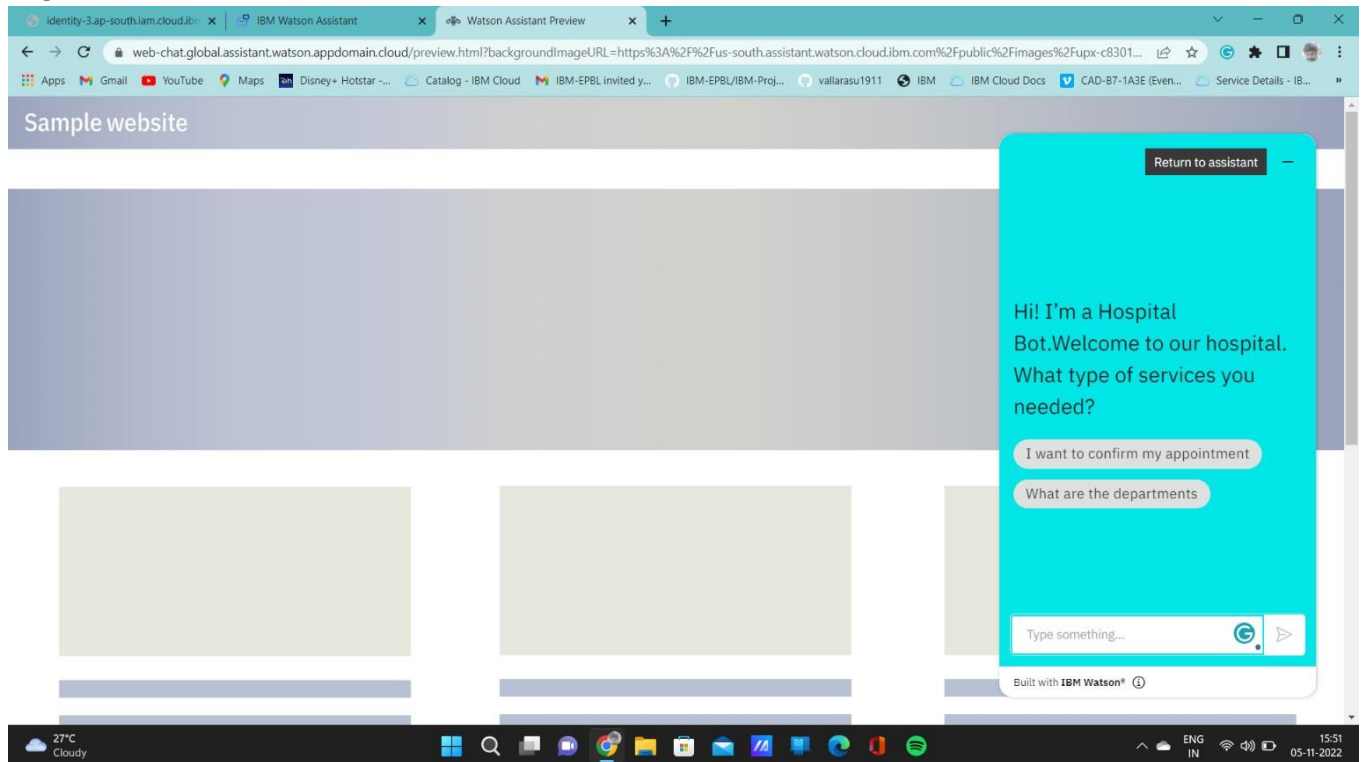 identity-3.ap-south.iam.cloud.ibm
IBM Watson Assistant
Watson Assistant Preview
web-chat.global.assistant.watson.appdomain.cloud/preview.html?backgroundImageURL=https%3A%2F%2Fus-south.assistant.watson.cloud.ibm.com%2Fpublic%2Fimages%2Fupx-c8301...
Apps
Gmail
YouTube
Maps
Disney+ Hotstar -...
Catalog - IBM Cloud
IBM-EPBL invited y...
IBM-EPBL/IBM-Proj...
vallarasu1911
IBM
IBM Cloud Docs
CAD-B7-1A3E (Even...
Service Details - IB...
Sample website
Return to assistant
Hi! I'm a Hospital
Bot.Welcome to our hospital.
What type of services you
needed?
I want to confirm my appointment
What are the departments
Type something...
Built with IBM Watson®
27°C
Cloudy
ENG
IN
15:51
05-11-2022